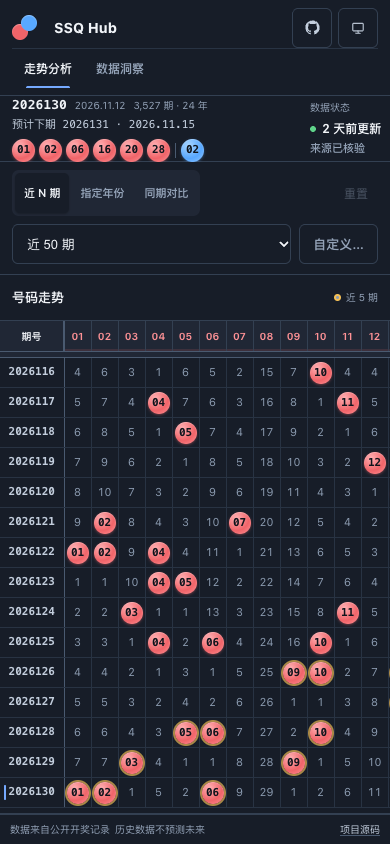 SSQ Hub
走势分析 数据洞察
2026130 2026.11.12 3,527 期 · 24 年
预计下期 2026131 · 2026.11.15
01 02 06 16 20 28 02
数据状态
2 天前更新
来源已核验
近 N 期 指定年份 同期对比 重置
近 50 期 自定义...
号码走势 近 5 期
期号 01 02 03 04 05 06 07 08 09 10 11 12
2026116 4 6 3 1 6 5 2 15 7 10 4 4
2026117 5 7 4 04 7 6 3 16 8 1 11 5
2026118 6 8 5 1 05 7 4 17 9 2 1 6
2026119 7 9 6 2 1 8 5 18 10 3 2 12
2026120 8 10 7 3 2 9 6 19 11 4 3 1
2026121 9 02 8 4 3 10 07 20 12 5 4 2
2026122 01 02 9 04 4 11 1 21 13 6 5 3
2026123 1 1 10 04 05 12 2 22 14 7 6 4
2026124 2 2 03 1 1 13 3 23 15 8 11 5
2026125 3 3 1 04 2 06 4 24 16 10 1 6
2026126 4 4 2 1 3 1 5 25 09 10 2 7
2026127 5 5 3 2 4 2 6 26 1 1 3 8
2026128 6 6 4 3 05 06 7 27 2 10 4 9
2026129 7 7 03 4 1 1 8 28 09 1 5 10
2026130 01 02 1 5 2 06 9 29 1 2 6 11
数据来自公开开奖记录 历史数据不预测未来 项目源码